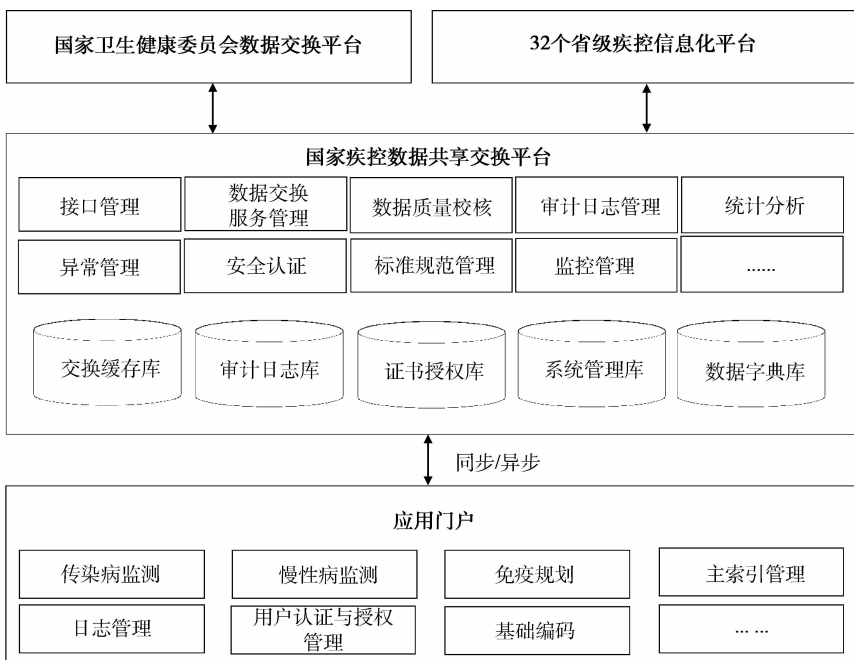 国家卫生健康委员会数据交换平台
32个省级疾控信息化平台
国家疾控数据共享交换平台
接口管理
数据交换
服务管理
数据质量校核
审计日志管理
统计分析
异常管理
安全认证
标准规范管理
监控管理
......
交换缓存库
审计日志库
证书授权库
系统管理库
数据字典库
同步/异步
应用门户
传染病监测
慢性病监测
免疫规划
主索引管理
日志管理
用户认证与授权
管理
基础编码
... ...